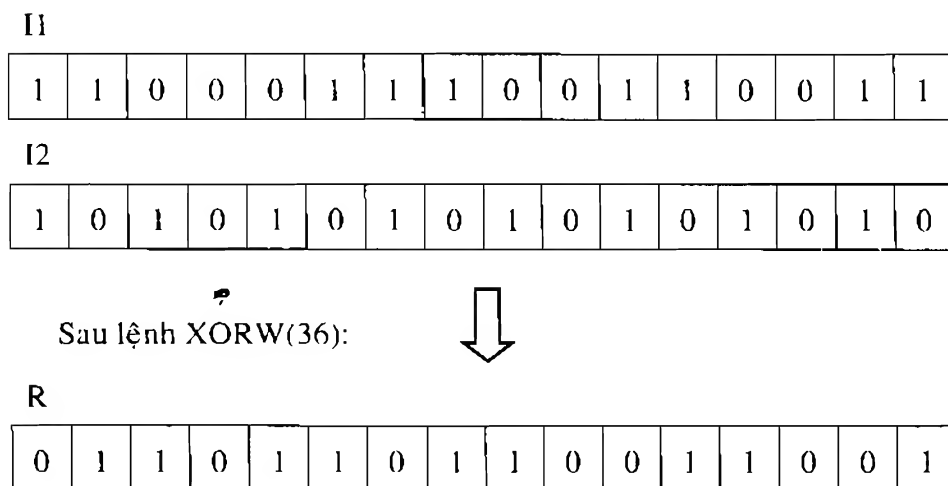 I1
1 1 0 0 0 1 1 1 0 0 1 1 0 0 1 1
I2
1 0 1 0 1 0 1 0 1 0 1 0 1 0 1 0
Sau lệnh XORW(36):
R
0 1 1 0 1 1 0 1 1 0 0 1 1 0 0 1